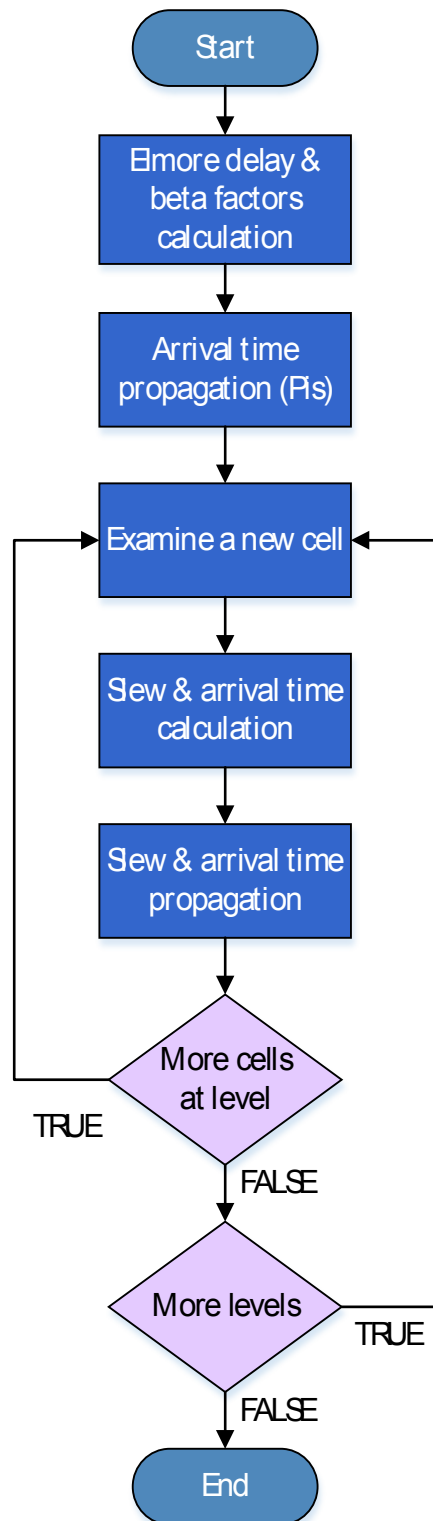 Start
Elmore delay &
beta factors
calculation
Arrival time
propagation (PIs)
Examine a new cell
Slew & arrival time
calculation
Slew & arrival time
propagation
More cells
at level
TRUE
FALSE
More levels
TRUE
FALSE
End